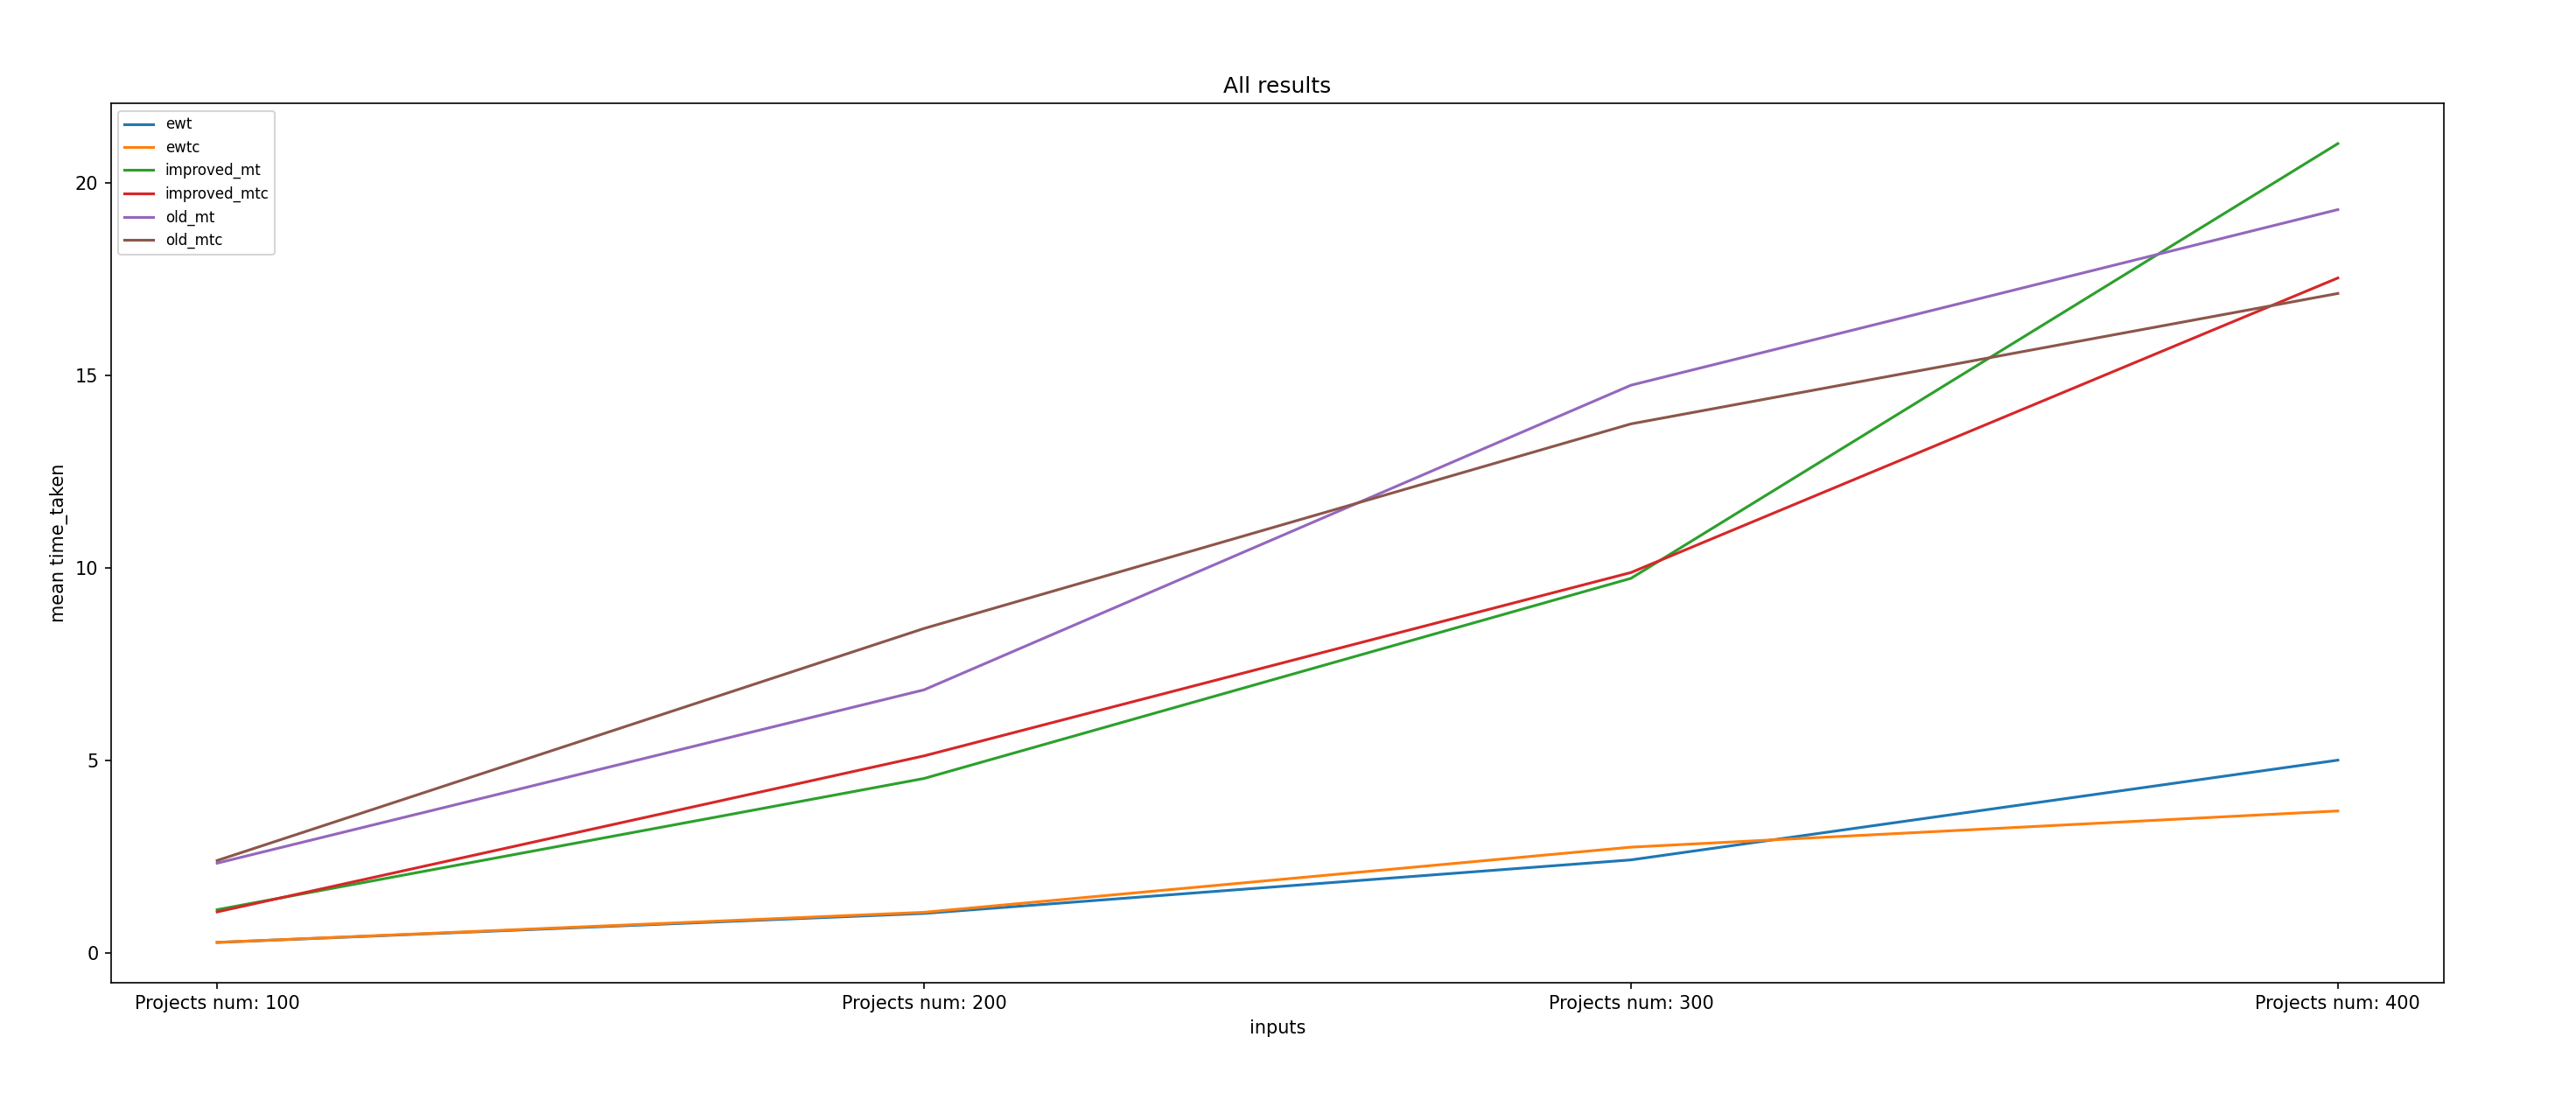 All results
ewt
ewtc
improved_mt
improved_mtc
old_mt
old_mtc
mean time_taken
20
15
10
5
0
Projects num: 100 Projects num: 200 Projects num: 300 Projects num: 400
inputs